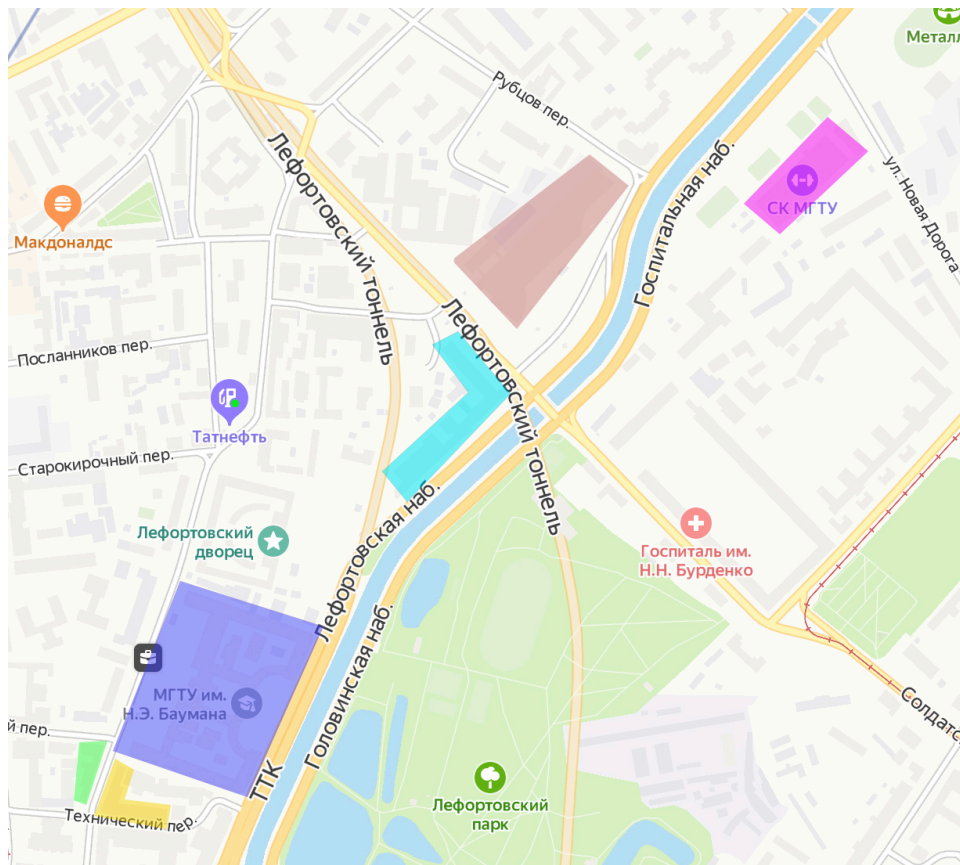 Металл
Рубцов пер.
Лефортовский тоннель
Госпитальная наб.
ул. Новая Дорога
СК МГТУ
Макдоналдс
Лефортовский тоннель
Посланников пер.
Татнефть
Старокирочный пер.
Лефортовская наб.
Лефортовский
дворец
Госпиталь им.
Н.Н. Бурденко
Головинская наб.
МГТУ им.
Н.Э. Баумана
й пер.
Солдатс
ТТК
Лефортовский
парк
Технический пер.